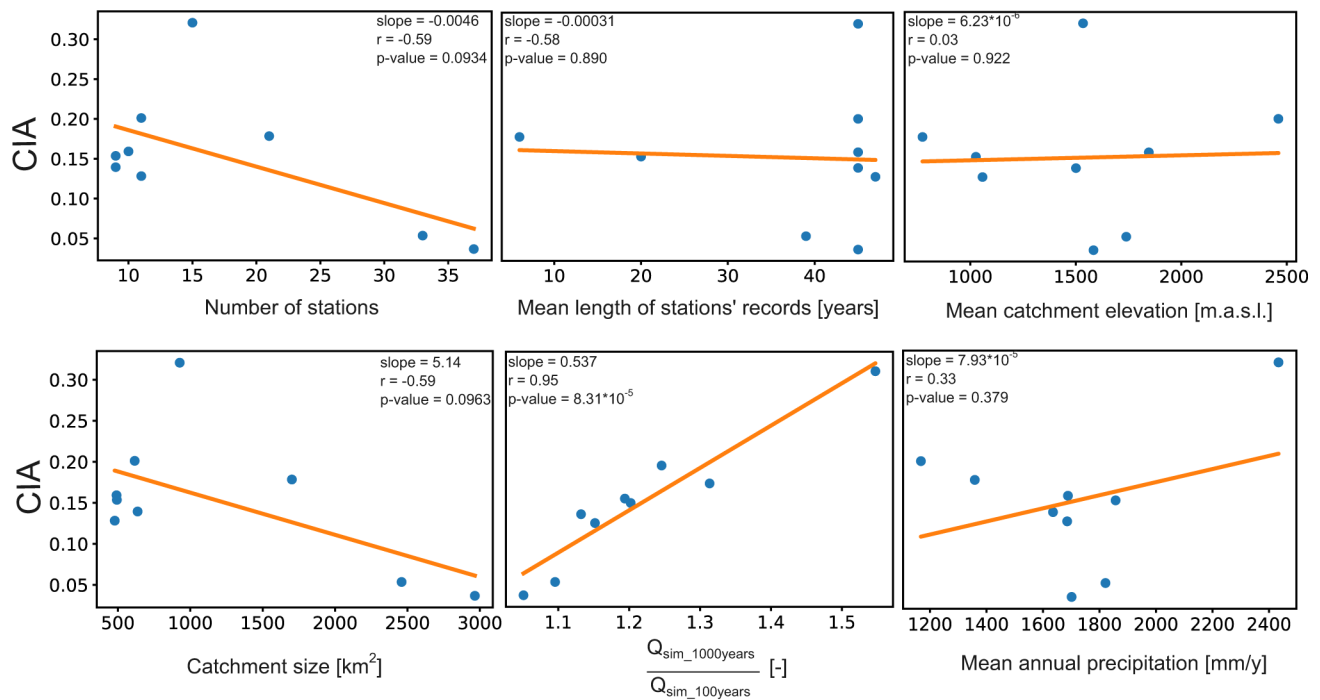 slope = -0.0046
r = -0.59
p-value = 0.0934
slope = -0.00031
r = -0.58
p-value = 0.890
slope = 6.23*10⁻⁶
r = 0.03
p-value = 0.922
CIA
0.30
0.25
0.20
0.15
0.10
0.05
10 15 20 25 30 35
10 20 30 40
1000 1500 2000 2500
Number of stations
Mean length of stations' records [years]
Mean catchment elevation [m.a.s.l.]
slope = 5.14
r = -0.59
p-value = 0.0963
slope = 0.537
r = 0.95
p-value = 8.31*10⁻⁵
slope = 7.93*10⁻⁵
r = 0.33
p-value = 0.379
CIA
0.30
0.25
0.20
0.15
0.10
0.05
500 1000 1500 2000 2500 3000
1.1 1.2 1.3 1.4 1.5
1200 1400 1600 1800 2000 2200 2400
Catchment size [km²]
Qsim_1000years
Qsim_100years
[-]
Mean annual precipitation [mm/y]